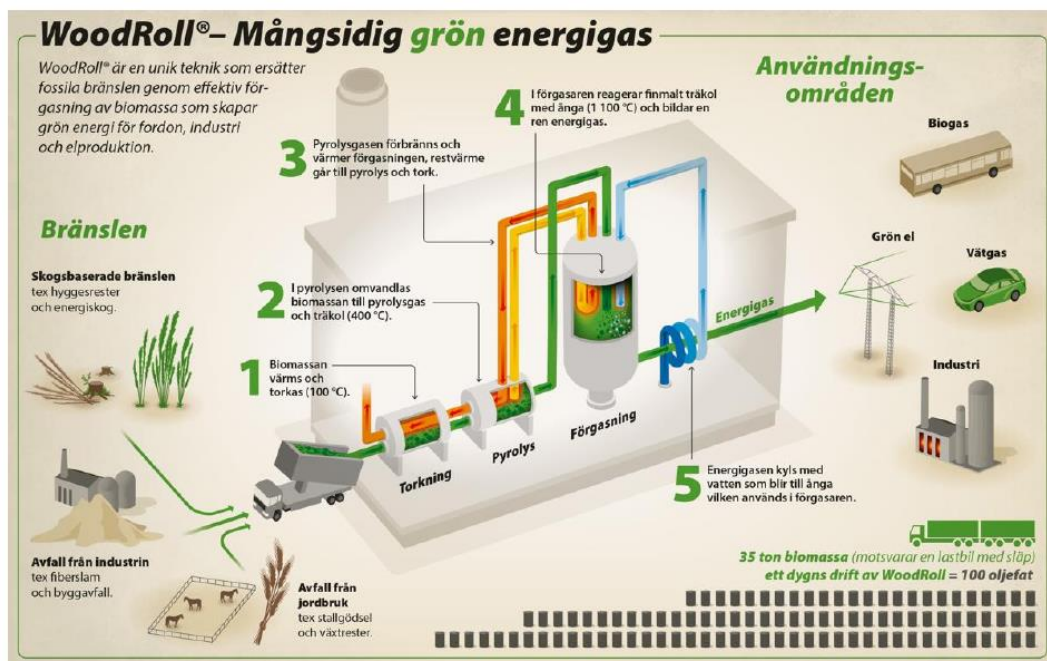 WoodRoll®– Mångsidig grön energigas
WoodRoll® är en unik teknik som ersätter
fossila bränslen genom effektiv för-
gasning av biomassa som skapar
grön energi för fordon, industri
och elproduktion.
Bränslen
Skogsbaserade bränslen
tex hyggesrester
och energiskog.
Avfall från industrin
tex fiberslam
och byggavfall.
Avfall från
jordbruk
tex stallgödsel
och växtrester.
1
Biomassan
värms och
torkas (100 °C).
2
I pyrolysen omvandlas
biomassan till pyrolysgas
och träkol (400 °C).
3
Pyrolysgasen förbränns och
värmer förgasningen, restvärme
går till pyrolys och tork.
4
I förgasaren reagerar finmalt träkol
med ånga (1 100 °C) och bildar en
ren energigas.
Torkning
Pyrolys
Förgasning
Energigas
5
Energigasen kyls med
vatten som blir till ånga
vilken används i förgasaren.
Användnings-
områden
Biogas
Grön el
Vätgas
Industri
35 ton biomassa (motsvarar en lastbil med släp)
ett dygns drift av WoodRoll = 100 oljefat